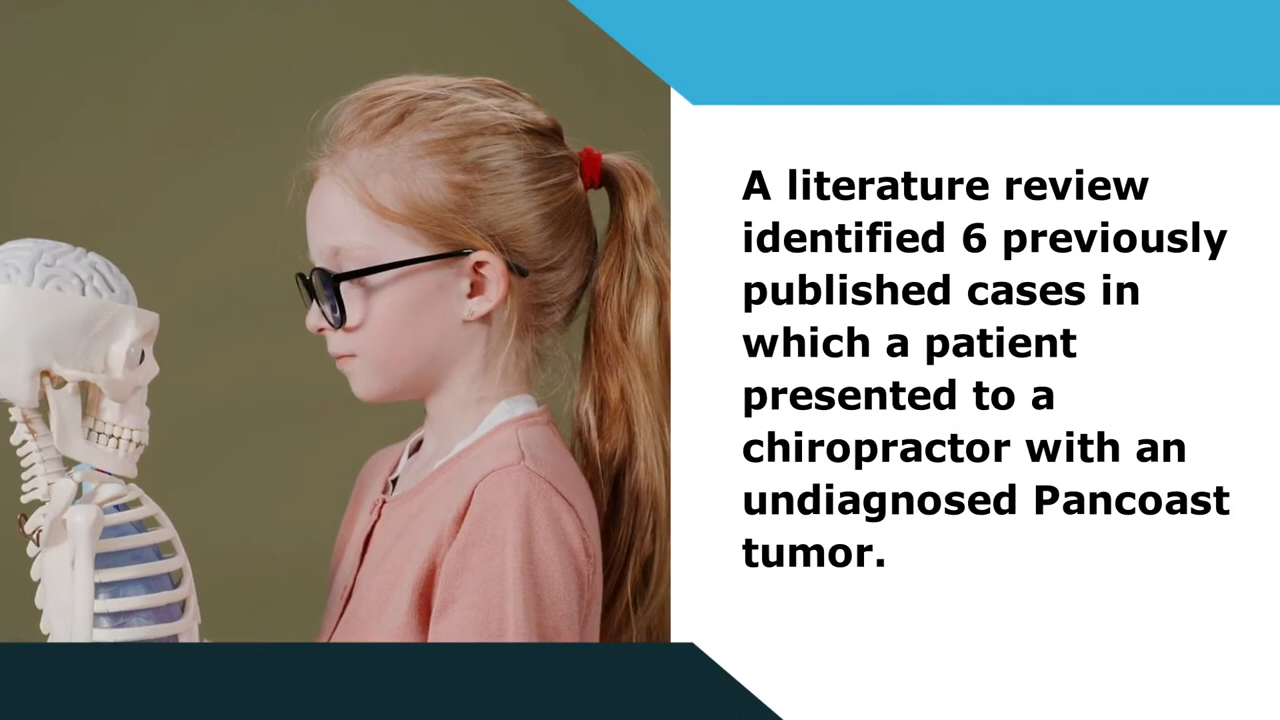 A literature review
identified 6 previously
published cases in
which a patient
presented to a
chiropractor with an
undiagnosed Pancoast
tumor.